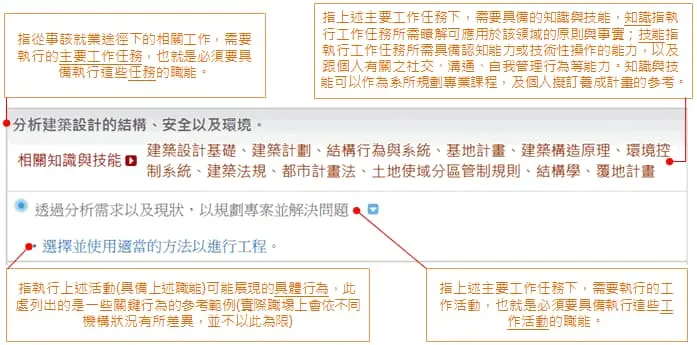 指從事該就業途徑下的相關工作，需要
執行的主要工作任務，也就是必須要具
備執行這些任務的職能。
指上述主要工作任務下，需要具備的知識與技能，知識指執
行工作任務所需瞭解可應用於該領域的原則與事實；技能指
執行工作任務所需具備認知能力或技術性操作的能力，以及
跟個人有關之社交、溝通、自我管理行為等能力。知識與技
能可以作為系所規劃專業課程，及個人擬訂養成計畫的參考。
分析建築設計的結構、安全以及環境。
相關知識與技能
建築設計基礎、建築計劃、結構行為與系統、基地計畫、建築構造原理、環境控
制系統、建築法規、都市計畫法、土地使域分區管制規則、結構學、覆地計畫
透過分析需求以及現狀，以規劃專案並解決問題
• 選擇並使用適當的方法以進行工程。
指執行上述活動(具備上述職能)可能展現的具體行為，此
處列出的是一些關鍵行為的參考範例(實際職場上會依不同
機構狀況有所差異，並不以此為限)
指上述主要工作任務下，需要執行的工
作活動，也就是必須要具備執行這些工
作活動的職能。